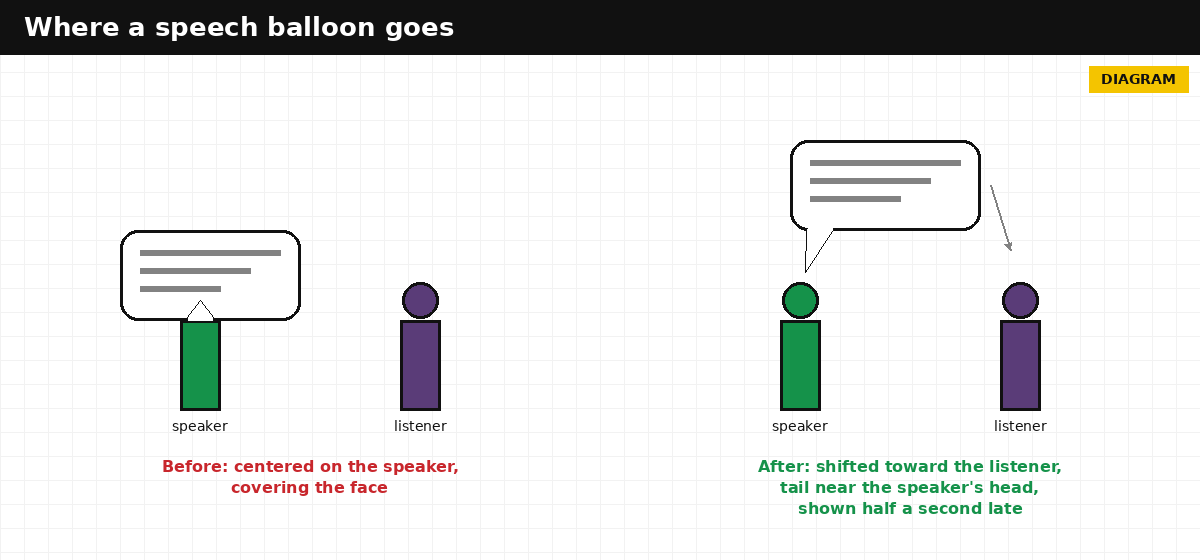 Where a speech balloon goes
DIAGRAM
speaker
listener
Before: centered on the speaker,
covering the face
speaker
listener
After: shifted toward the listener,
tail near the speaker's head,
shown half a second late